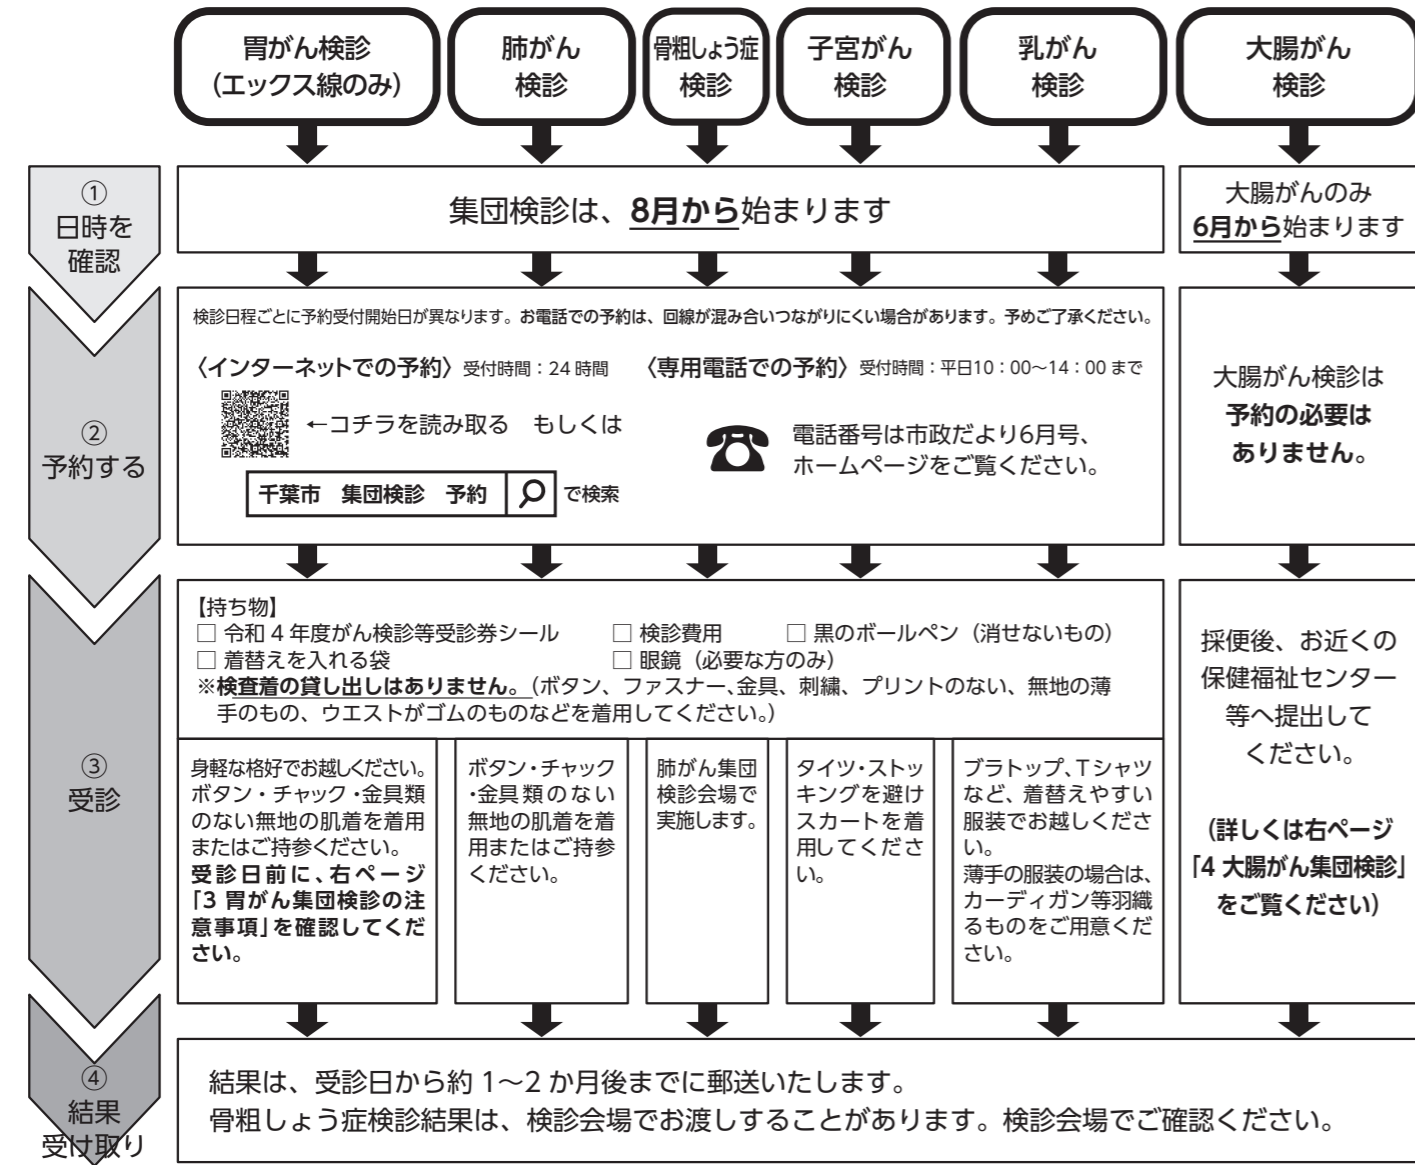 胃がん検診
（エックス線のみ）
肺がん
検診
骨粗しょう症
検診
子宮がん
検診
乳がん
検診
大腸がん
検診
①
日時を
確認
集団検診は、8月から始まります
大腸がんのみ
6月から始まります
②
予約する
検診日程ごとに予約受付開始日が異なります。お電話での予約は、回線が混み合いつながりにくい場合があります。予めご了承ください。
〈インターネットでの予約〉 受付時間：24 時間
←コチラを読み取る　もしくは
千葉市　集団検診　予約 で検索
〈専用電話での予約〉 受付時間：平日10：00～14：00 まで
電話番号は市政だより6月号、
ホームページをご覧ください。
大腸がん検診は
予約の必要は
ありません。
③
受診
【持ち物】
□ 令和 4 年度がん検診等受診券シール　□ 検診費用　□ 黒のボールペン（消せないもの）
□ 着替えを入れる袋　□ 眼鏡（必要な方のみ）
※検査着の貸し出しはありません。（ボタン、ファスナー、金具、刺繍、プリントのない、無地の薄
手のもの、ウエストがゴムのものなどを着用してください。）
身軽な格好でお越しください。
ボタン・チャック・金具類
のない無地の肌着を着用
またはご持参ください。
受診日前に、右ページ
「3 胃がん集団検診の注
意事項」を確認してくだ
さい。
ボタン・チャック
・金具類のない
無地の肌着を着
用またはご持参
ください。
肺がん集団
検診会場で
実施します。
タイツ・ストッ
キングを避け
スカートを着
用してくださ
い。
ブラトップ、Tシャツ
など、着替えやすい
服装でお越しくださ
い。
薄手の服装の場合は、
カーディガン等羽織
るものをご用意くだ
さい。
採便後、お近くの
保健福祉センター
等へ提出して
ください。
（詳しくは右ページ
「4 大腸がん集団検診」
をご覧ください）
④
結果
受け取り
結果は、受診日から約 1～2 か月後までに郵送いたします。
骨粗しょう症検診結果は、検診会場でお渡しすることがあります。検診会場でご確認ください。